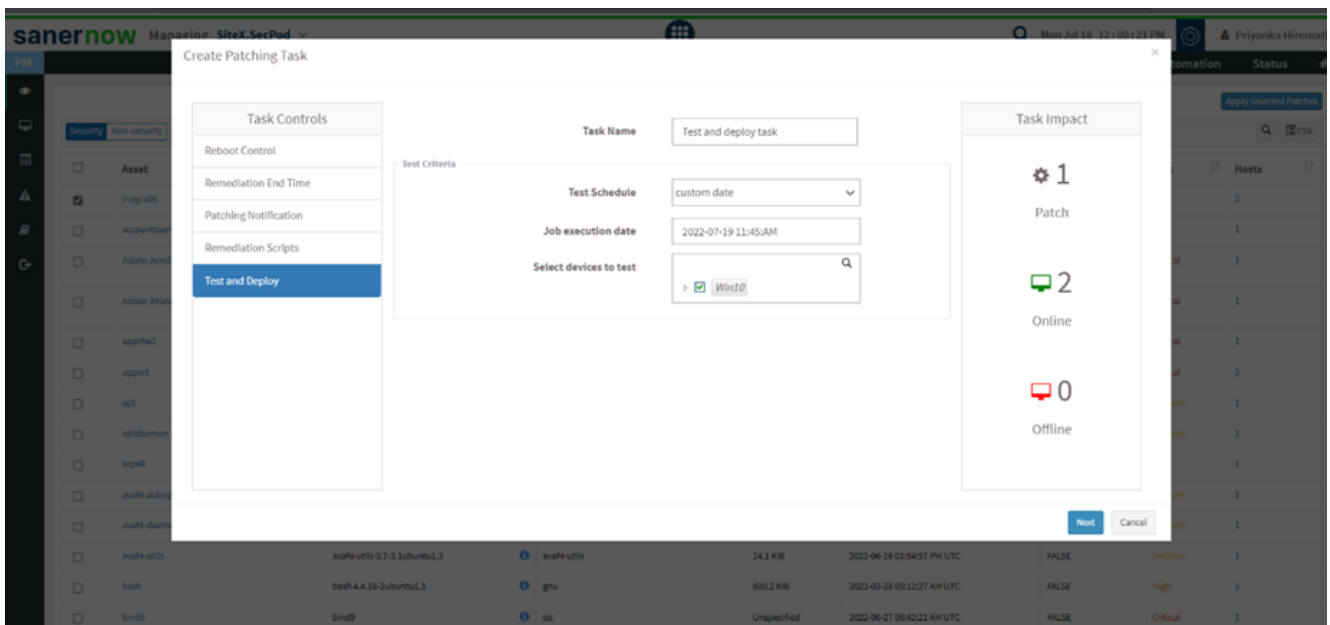 sanernow Managing SiteX.SecPod
Mon Jul 18 12:00:21 PM
Priyanka Hiremat
PM
Create Patching Task
×
tomation Status
Apply Selected Patches
Security Non-security
CSV
Asset
Hosts
Task Controls
Reboot Control
Remediation End Time
Patching Notification
Remediation Scripts
Test and Deploy
Task Name Test and deploy task
Test Criteria
Test Schedule custom date
Job execution date 2022-07-19 11:45:AM
Select devices to test
Win10
Task Impact
1
Patch
2
Online
0
Offline
Next Cancel
7-zip x86 2
accountsser 1
Adobe Acrob 1
Adobe Read 1
apache2 1
apport 2
apt 1
aptdaemon 1
aspell 1
avahi-autoip 1
avahi-daem 1
avahi-utils avahi-utils 0.7-3.1ubuntu1.3 avahi-utils 24.1 KiB 2022-06-16 01:54:57 PM UTC FALSE Medium 1
bash bash 4.4.18-2ubuntu1.3 gnu 600.2 KiB 2022-03-29 05:12:27 AM UTC FALSE High 1
bind9 bind9 isc Unspecified 2022-06-27 06:42:21 AM UTC FALSE Critical 1